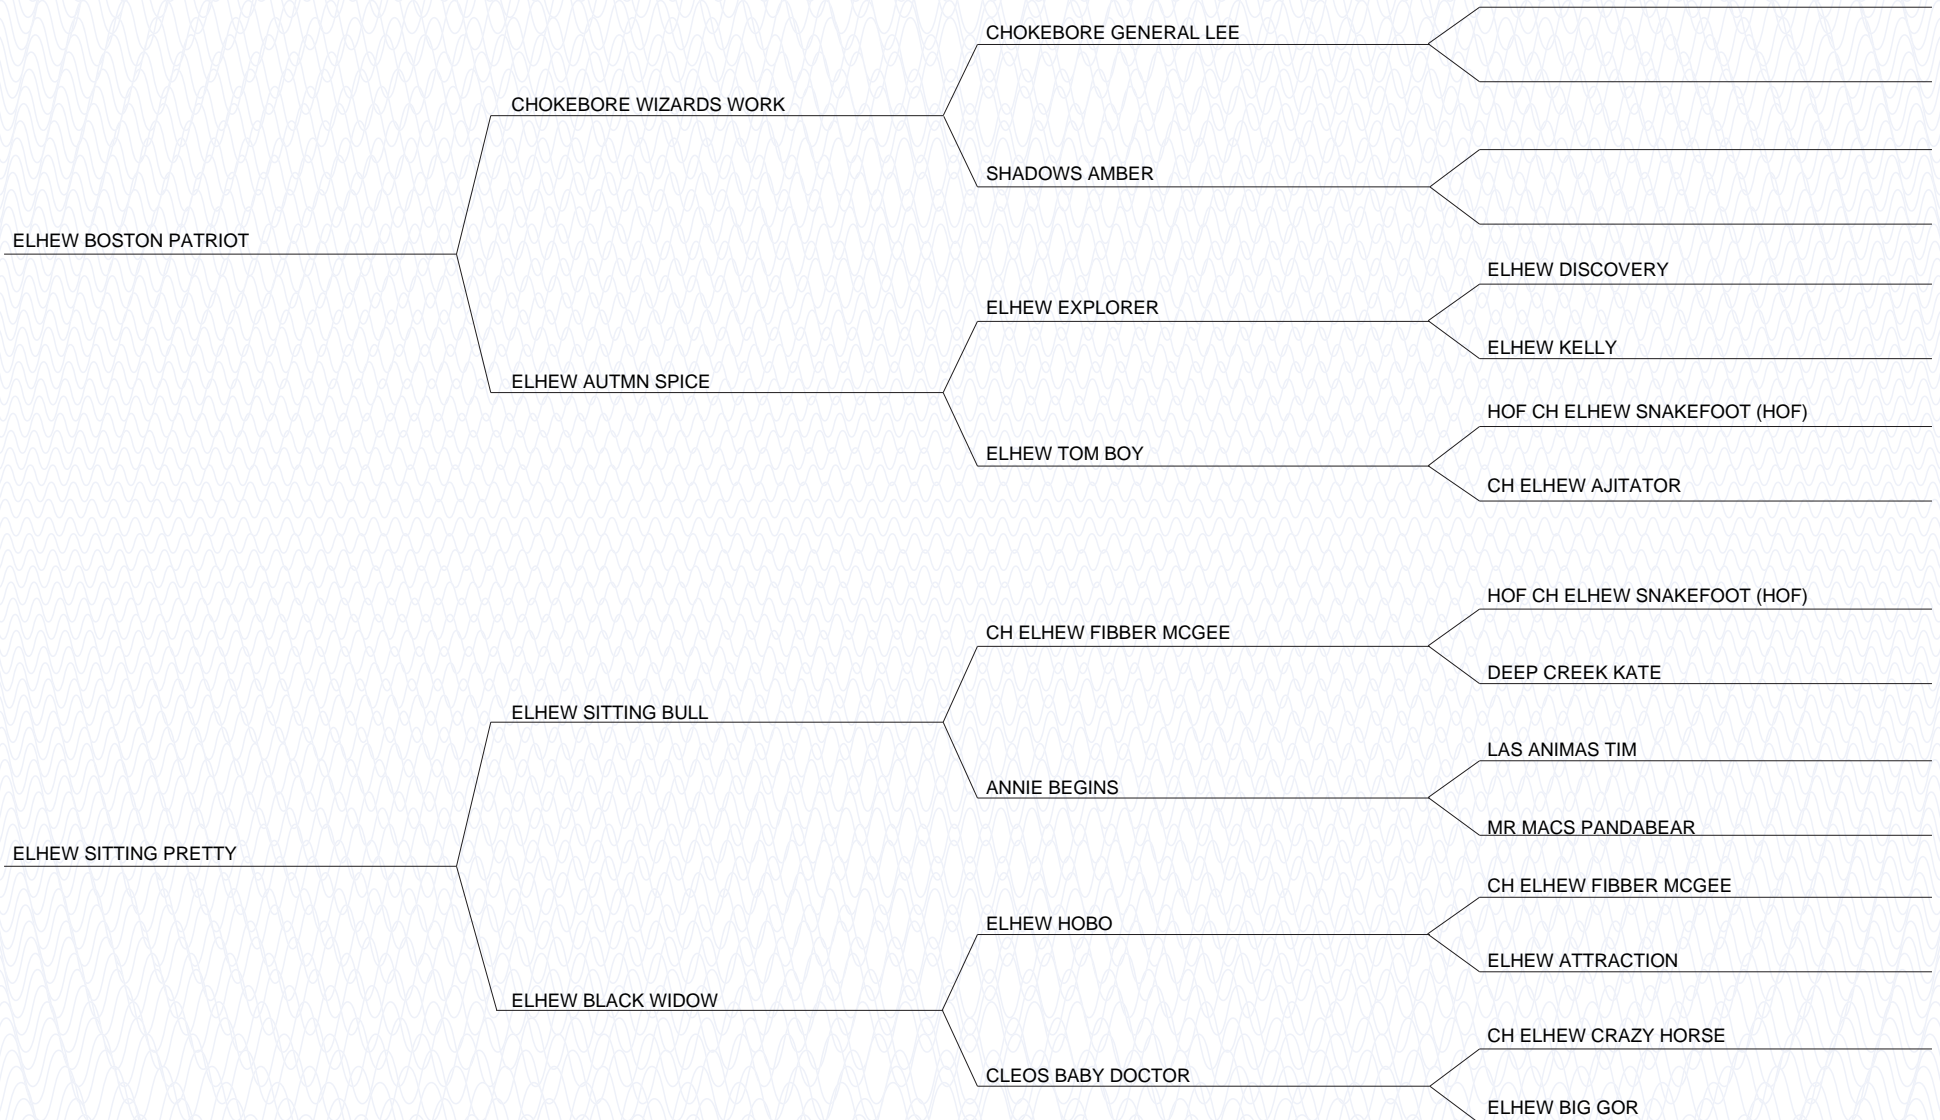 ELHEW BOSTON PATRIOT
CHOKEBORE WIZARDS WORK
CHOKEBORE GENERAL LEE
SHADOWS AMBER
ELHEW AUTMN SPICE
ELHEW EXPLORER
ELHEW DISCOVERY
ELHEW KELLY
ELHEW TOM BOY
HOF CH ELHEW SNAKEFOOT (HOF)
CH ELHEW AJITATOR
ELHEW SITTING PRETTY
ELHEW SITTING BULL
CH ELHEW FIBBER MCGEE
HOF CH ELHEW SNAKEFOOT (HOF)
DEEP CREEK KATE
ANNIE BEGINS
LAS ANIMAS TIM
MR MACS PANDABEAR
ELHEW BLACK WIDOW
ELHEW HOBO
CH ELHEW FIBBER MCGEE
ELHEW ATTRACTION
CLEOS BABY DOCTOR
CH ELHEW CRAZY HORSE
ELHEW BIG GOR